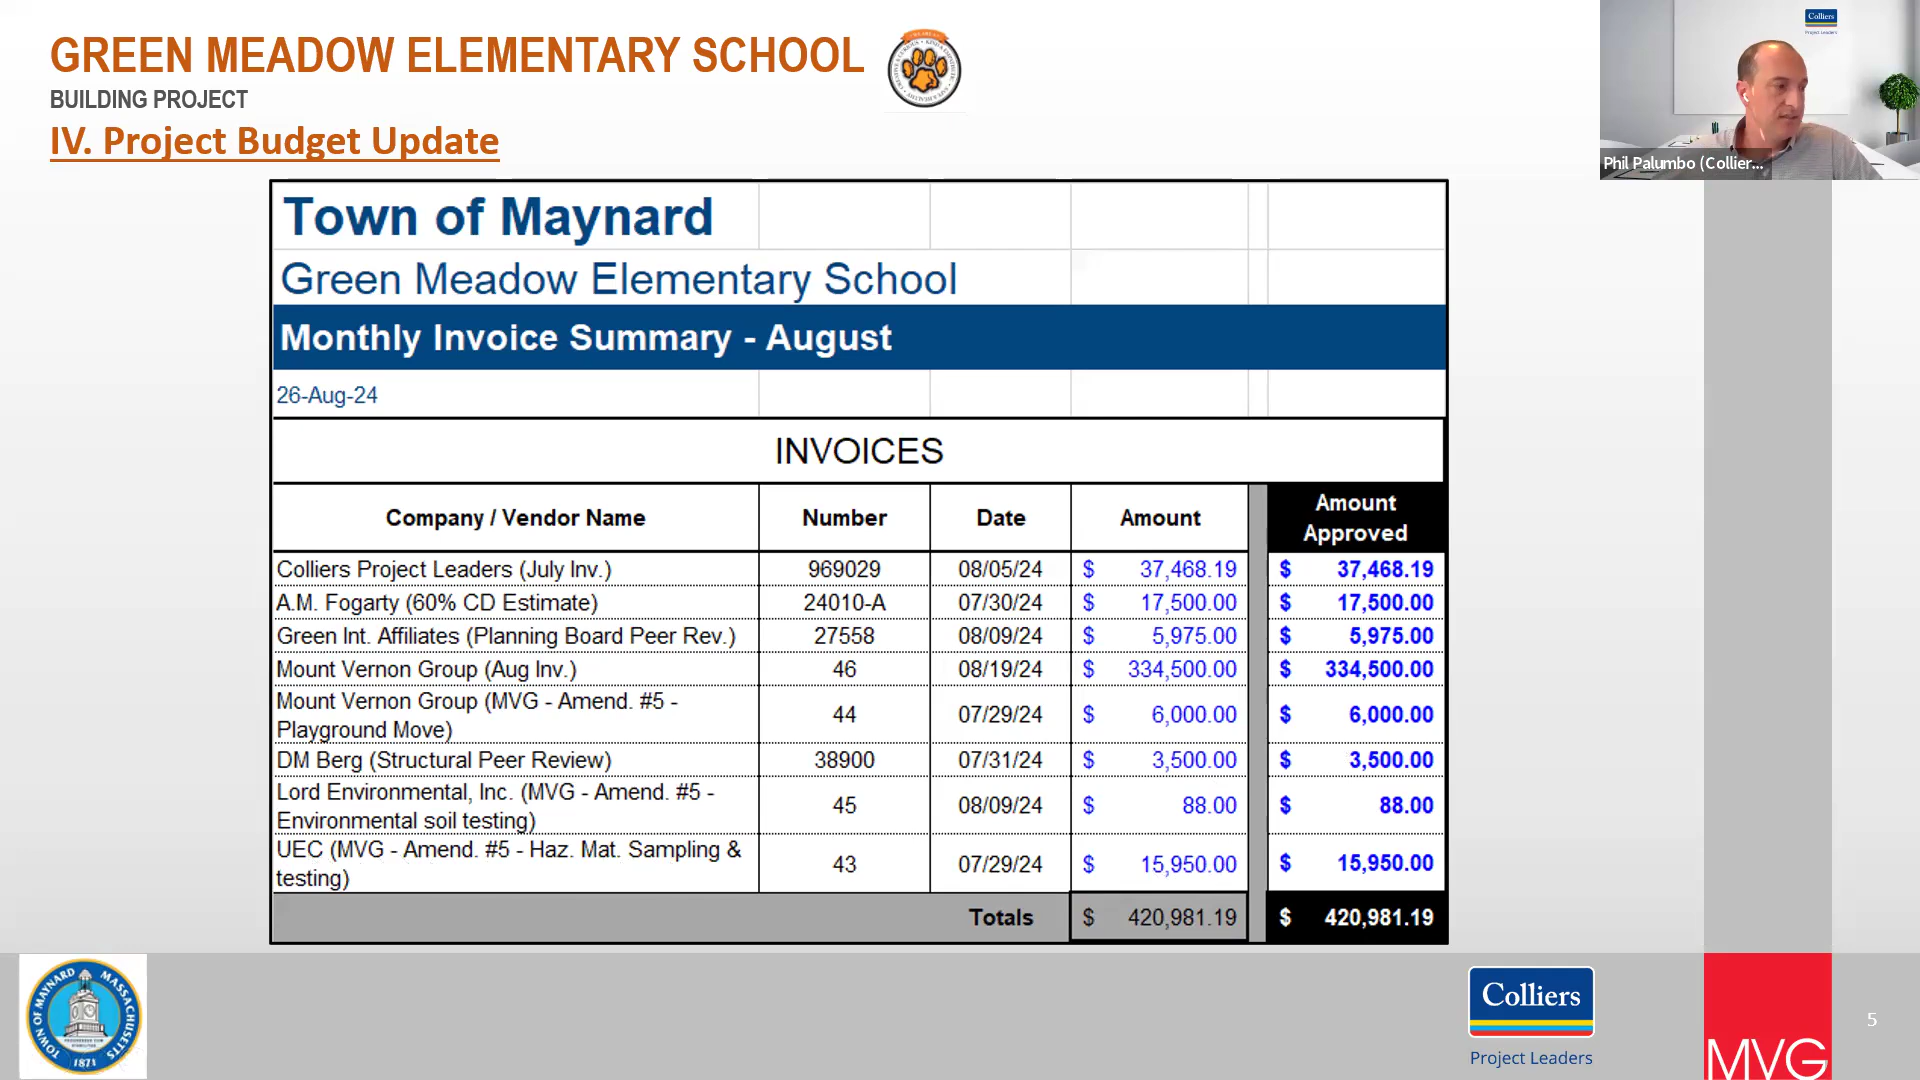 GREEN MEADOW ELEMENTARY SCHOOL
BUILDING PROJECT
IV. Project Budget Update
Colliers
Project Leaders
Phil Palumbo (Collier...
Town of Maynard
Green Meadow Elementary School
Monthly Invoice Summary - August
26-Aug-24
INVOICES
Company / Vendor Name Number Date Amount Amount Approved
Colliers Project Leaders (July Inv.) 969029 08/05/24 $ 37,468.19 $ 37,468.19
A.M. Fogarty (60% CD Estimate) 24010-A 07/30/24 $ 17,500.00 $ 17,500.00
Green Int. Affiliates (Planning Board Peer Rev.) 27558 08/09/24 $ 5,975.00 $ 5,975.00
Mount Vernon Group (Aug Inv.) 46 08/19/24 $ 334,500.00 $ 334,500.00
Mount Vernon Group (MVG - Amend. #5 -
Playground Move) 44 07/29/24 $ 6,000.00 $ 6,000.00
DM Berg (Structural Peer Review) 38900 07/31/24 $ 3,500.00 $ 3,500.00
Lord Environmental, Inc. (MVG - Amend. #5 -
Environmental soil testing) 45 08/09/24 $ 88.00 $ 88.00
UEC (MVG - Amend. #5 - Haz. Mat. Sampling &
testing) 43 07/29/24 $ 15,950.00 $ 15,950.00
Totals $ 420,981.19 $ 420,981.19
TOWN OF MAYNARD MASSACHUSETTS
1871
Colliers
Project Leaders
MVG
5